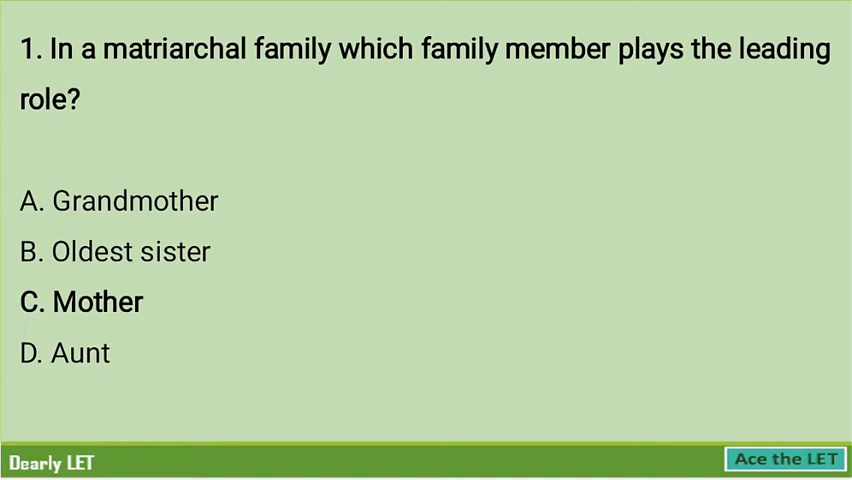 1. In a matriarchal family which family member plays the leading
role?
A. Grandmother
B. Oldest sister
C. Mother
D. Aunt
Dearly LET
Ace the LET